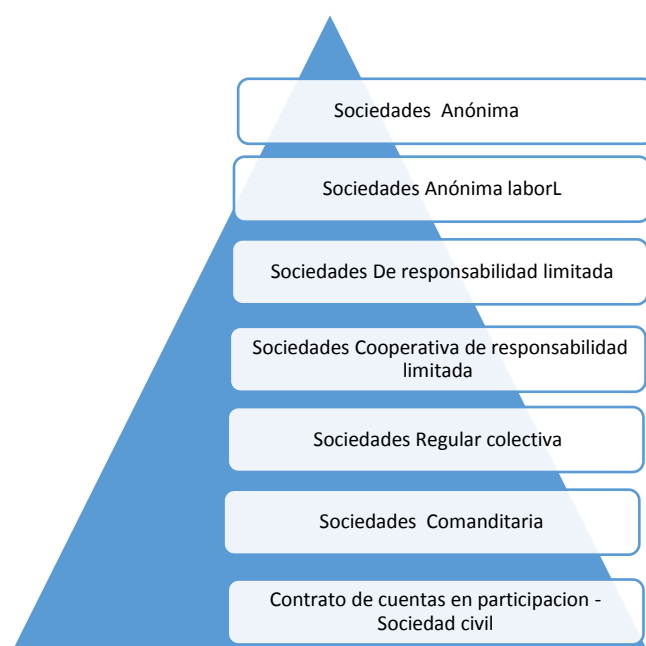 Sociedades  Anónima
Sociedades Anónima laborL
Sociedades De responsabilidad limitada
Sociedades Cooperativa de responsabilidad
limitada
Sociedades Regular colectiva
Sociedades  Comanditaria
Contrato de cuentas en participacion -
Sociedad civil